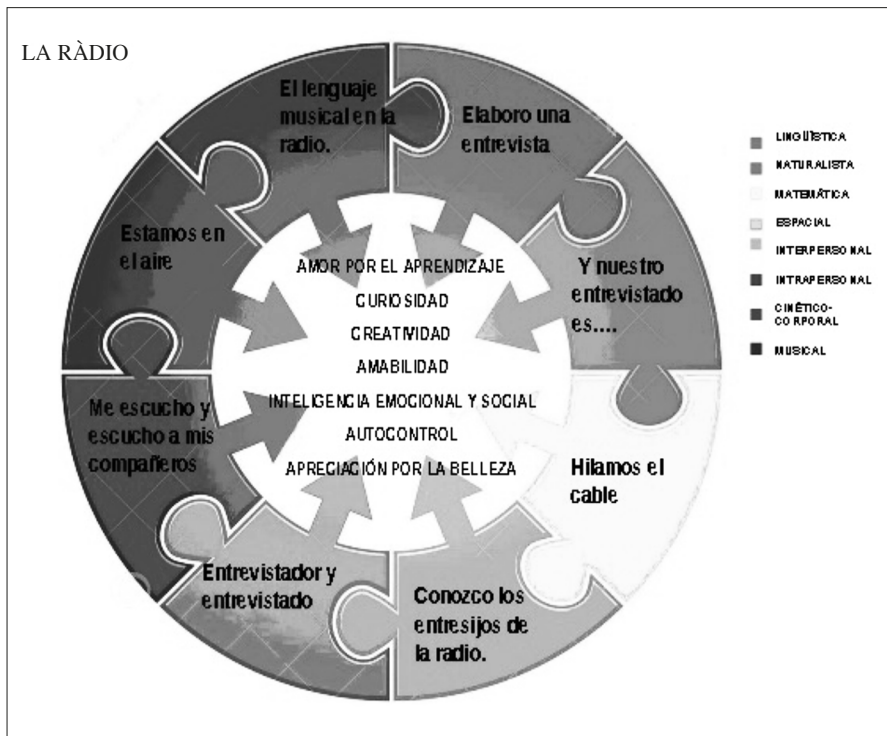 LA RÀDIO
El lenguaje
musical en la
radio.
Elaboro una
entrevista
Y nuestro
entrevistado
es....
Hilamos el
cable
Conozco los
entresijos de
la radio.
Entrevistador y
entrevistado
Me escucho y
escucho a mis
compañeros
Estamos en
el aire
AMOR POR EL APRENDIZAJE
CURIOSIDAD
CREATIVIDAD
AMABILIDAD
INTELIGENCIA EMOCIONAL Y SOCIAL
AUTOCONTROL
APRECIACIÓN POR LA BELLEZA
LINGÜÍSTICA
NATURALISTA
MATEMÁTICA
ESPACIAL
INTERPERSONAL
INTRAPERSONAL
CINÉTICO-
CORPORAL
MUSICAL